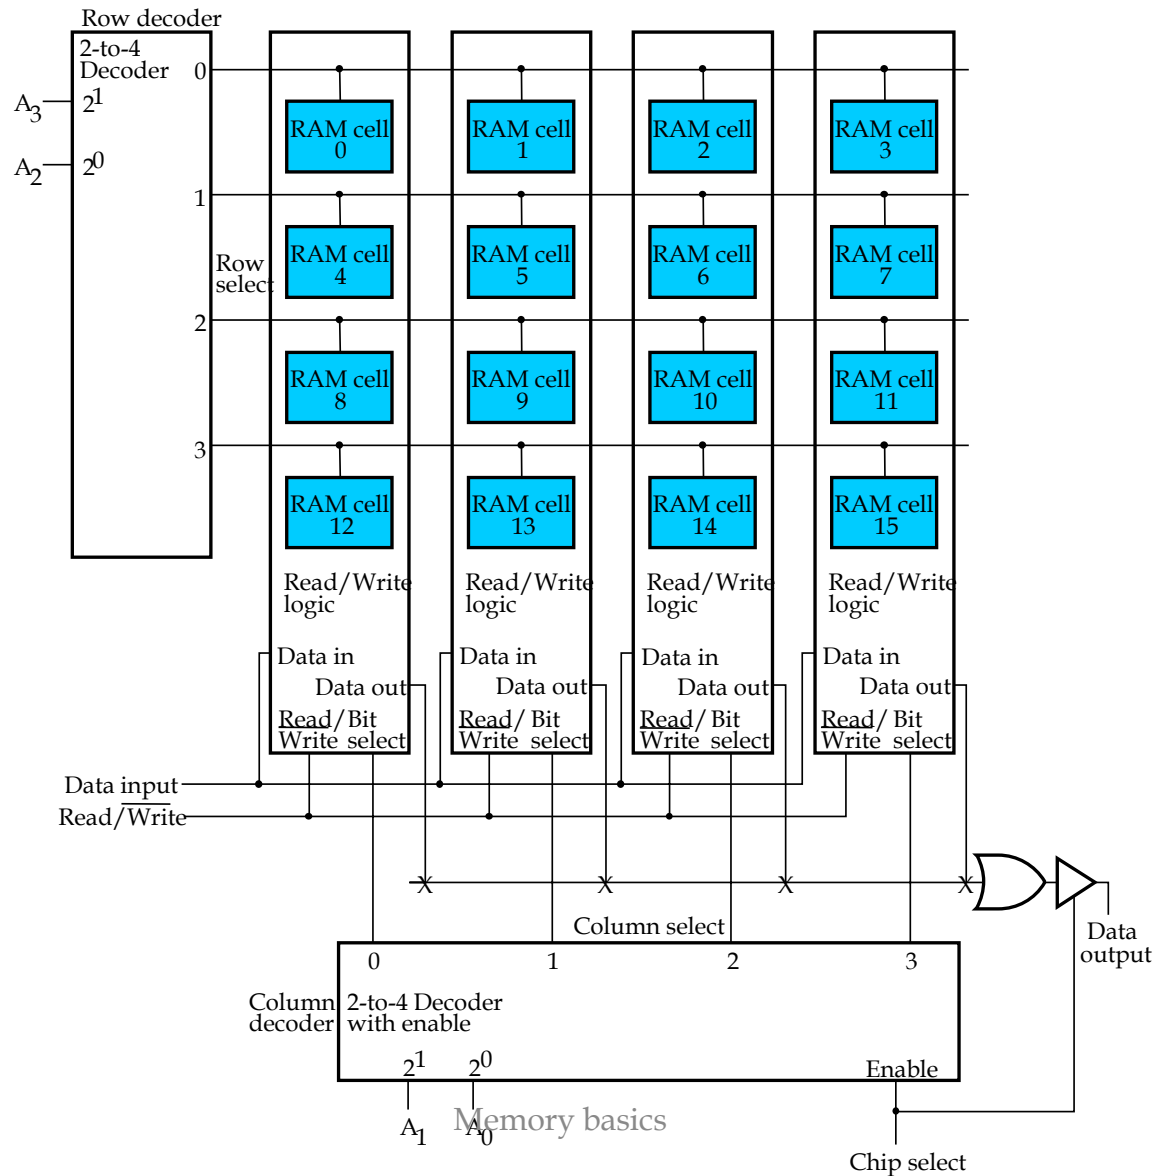 Row decoder
2-to-4
Decoder
0
A3
2^1
A2
2^0
1
Row
select
2
3
RAM cell
0
RAM cell
1
RAM cell
2
RAM cell
3
RAM cell
4
RAM cell
5
RAM cell
6
RAM cell
7
RAM cell
8
RAM cell
9
RAM cell
10
RAM cell
11
RAM cell
12
RAM cell
13
RAM cell
14
RAM cell
15
Read/Write
logic
Read/Write
logic
Read/Write
logic
Read/Write
logic
Data in
Data out
Read/ Bit
Write select
Data in
Data out
Read/ Bit
Write select
Data in
Data out
Read/ Bit
Write select
Data in
Data out
Read/ Bit
Write select
Data input
Read/Write
X X X X
Data
output
Column select
0 1 2 3
Column
decoder
2-to-4 Decoder
with enable
2^1 2^0
Enable
A1 A0
Memory basics
Chip select